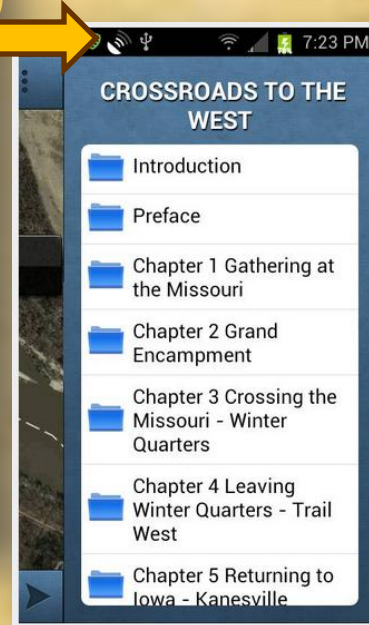 7:23 PM
CROSSROADS TO THE
WEST
Introduction
Preface
Chapter 1 Gathering at
the Missouri
Chapter 2 Grand
Encampment
Chapter 3 Crossing the
Missouri - Winter
Quarters
Chapter 4 Leaving
Winter Quarters - Trail
West
Chapter 5 Returning to
Iowa - Kanesville